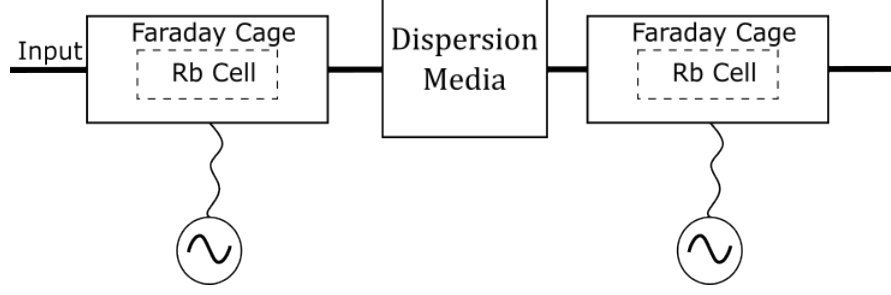 Input
Faraday Cage
Rb Cell
Dispersion
Media
Faraday Cage
Rb Cell